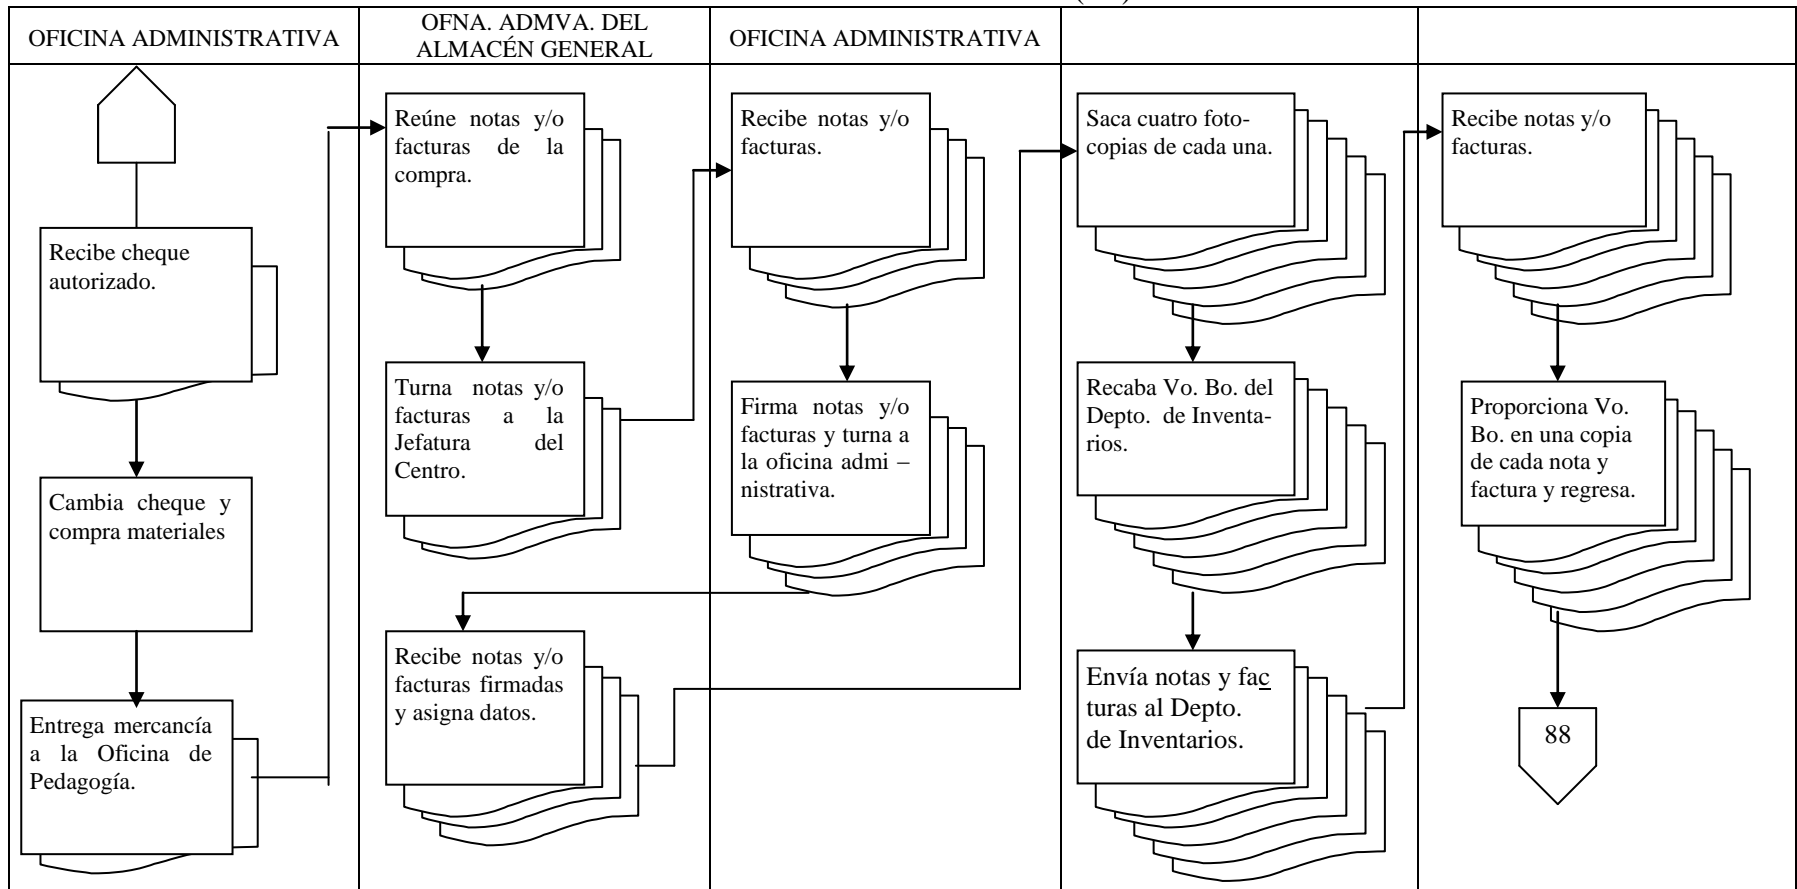 OFICINA ADMINISTRATIVA
OFNA. ADMVA. DEL
ALMACÉN GENERAL
OFICINA ADMINISTRATIVA
Recibe cheque
autorizado.
Cambia cheque y
compra materiales
Entrega mercancía
a la Oficina de
Pedagogía.
Reúne notas y/o
facturas de la
compra.
Turna notas y/o
facturas a la
Jefatura del
Centro.
Recibe notas y/o
facturas firmadas
y asigna datos.
Recibe notas y/o
facturas.
Firma notas y/o
facturas y turna a
la oficina admi –
nistrativa.
Saca cuatro foto-
copias de cada una.
Recaba Vo. Bo. del
Depto. de Inventa-
rios.
Envía notas y fac
turas al Depto.
de Inventarios.
Recibe notas y/o
facturas.
Proporciona Vo.
Bo. en una copia
de cada nota y
factura y regresa.
88